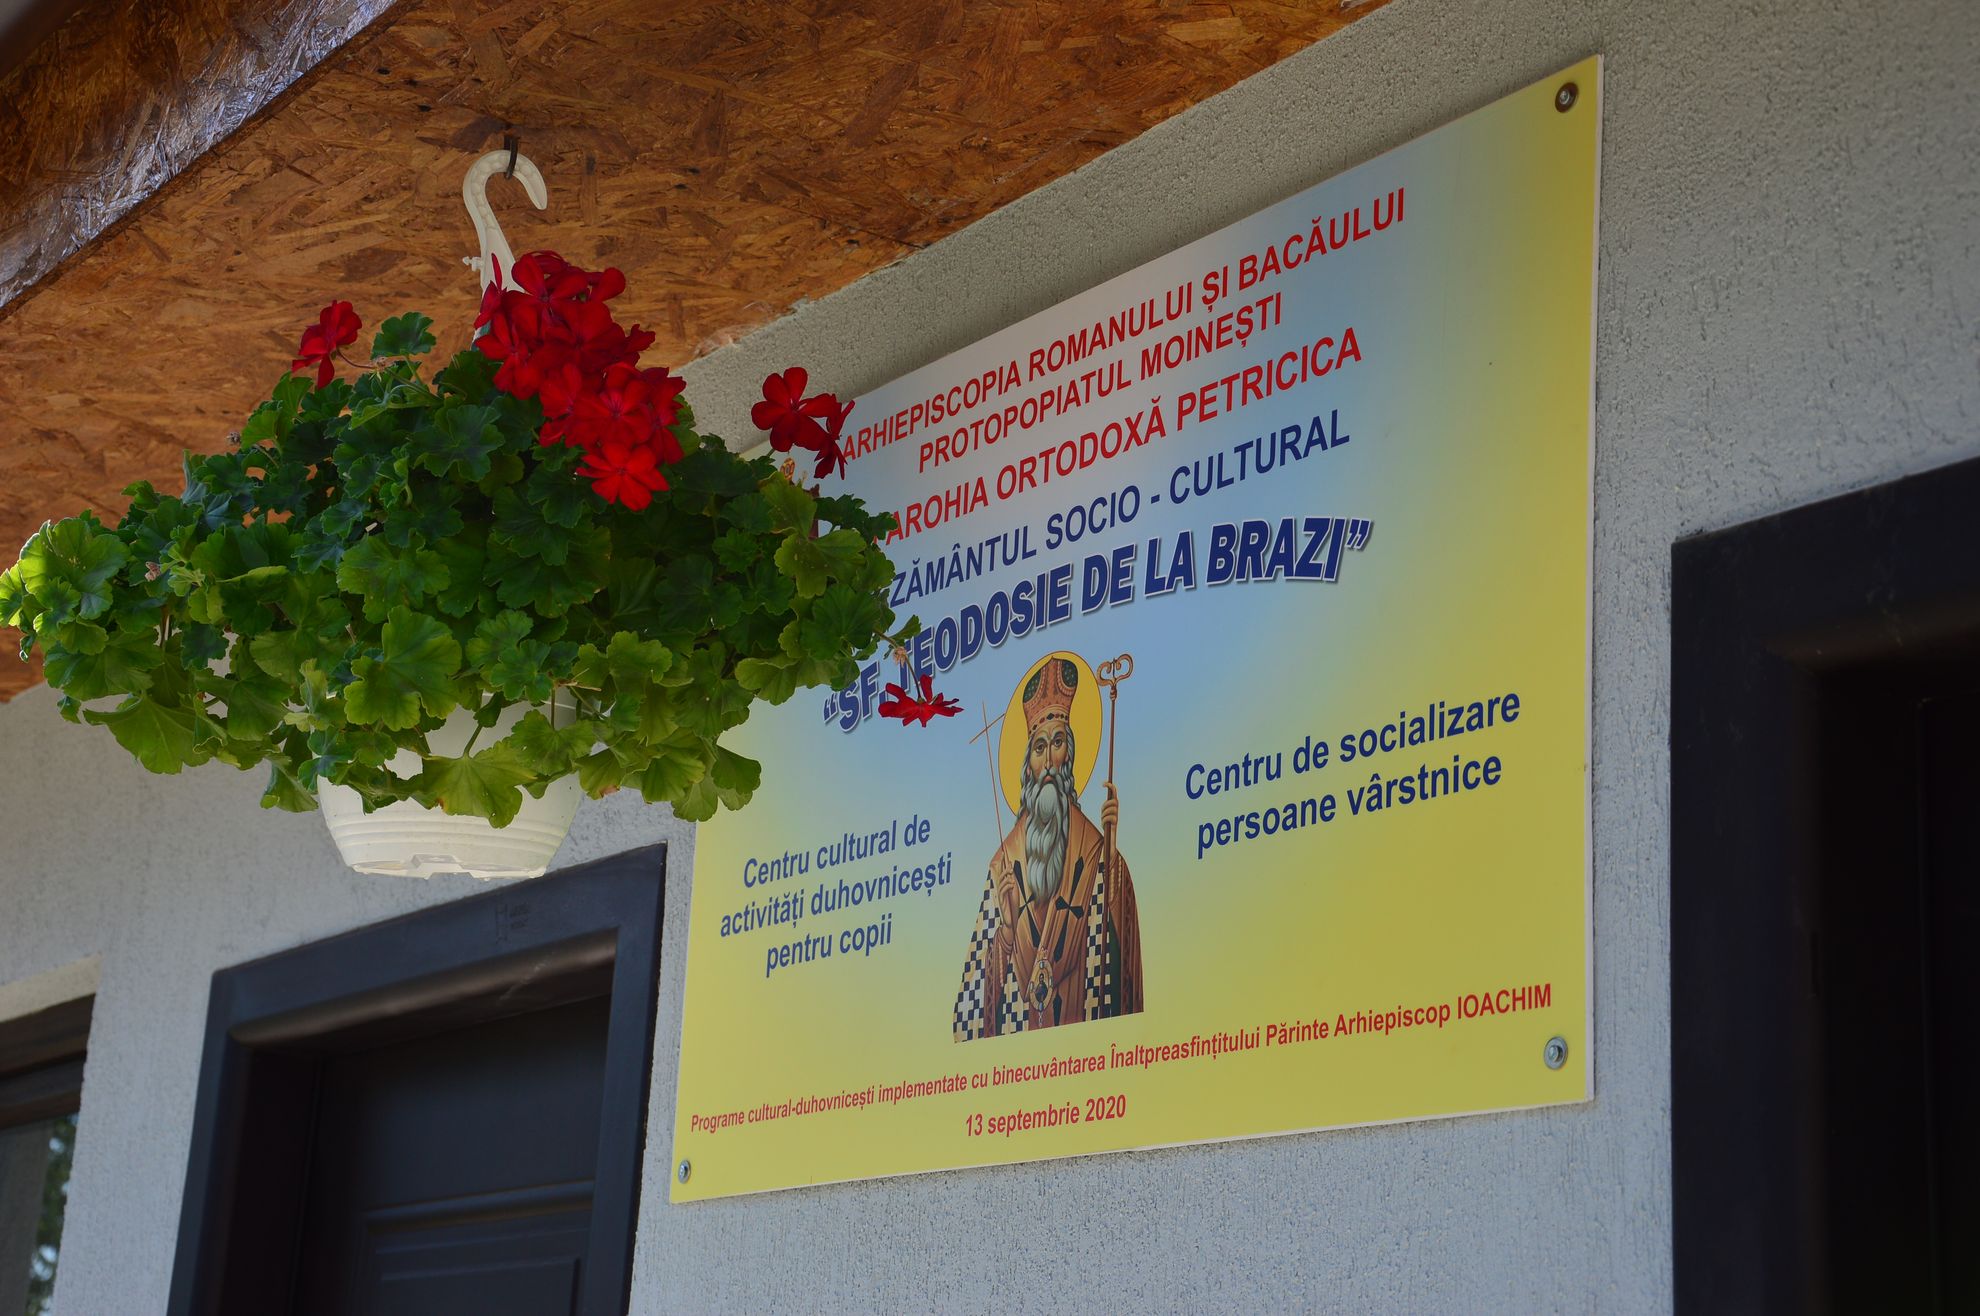 ARHIEPISCOPIA ROMANULUI ȘI BACĂULUI
PROTOPOPIATUL MOINEȘTI
ORTODOXĂ PETRICICA
SOCIO - CULTURAL
“SF. TEODOSIE DE LA BRAZI”
Centru cultural de
activități duhovnicești
pentru copii
Centru de socializare
persoane vârstnice
Programe cultural-duhovnicești implementate cu binecuvântarea Înaltpreasfințitului Părinte Arhiepiscop IOACHIM
13 septembrie 2020